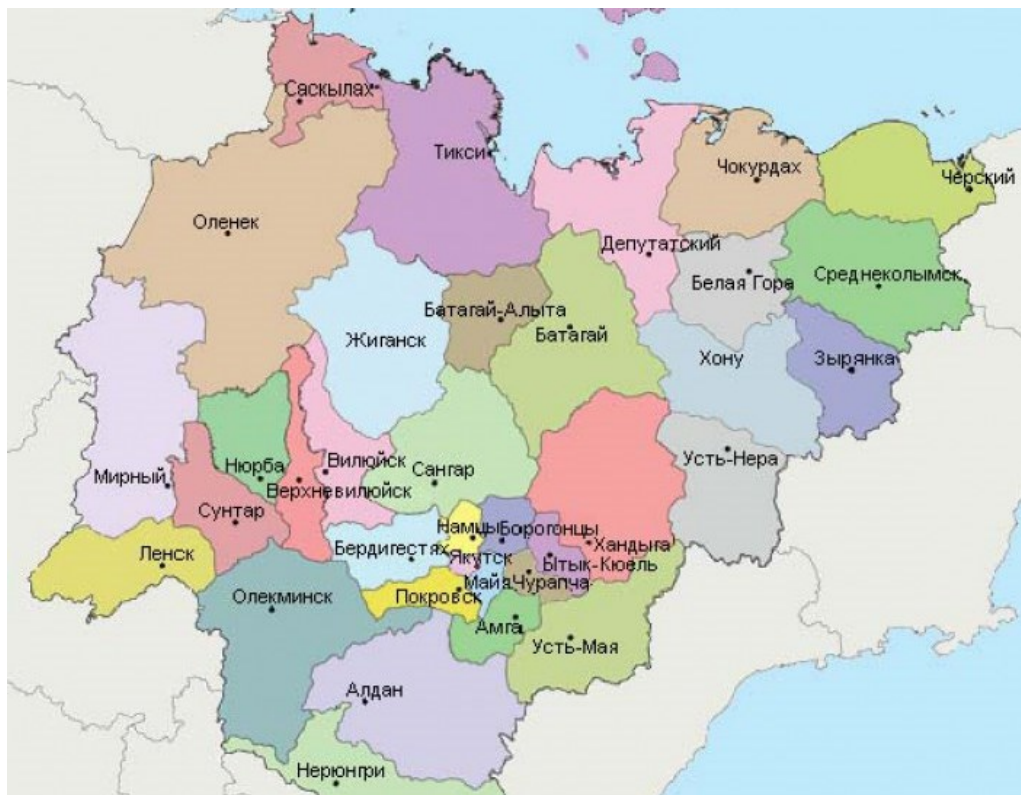 Саскылах
Тикси
Чокурдах
Черский
Оленек
Депутатский
Белая Гора
Среднеколымск
Батагай-Алыта
Батагай
Жиганск
Хону
Зырянка
Мирный
Нюрба
Вилюйск
Верхневилюйск
Сангар
Усть-Нера
Сунтар
Намцы
Борогонцы
Хандыга
Ленск
Бердигестях
Якутск
Ытык-Кюель
Олекминск
Покровск
Майя
Чурапча
Амга
Усть-Мая
Алдан
Нерюнгри